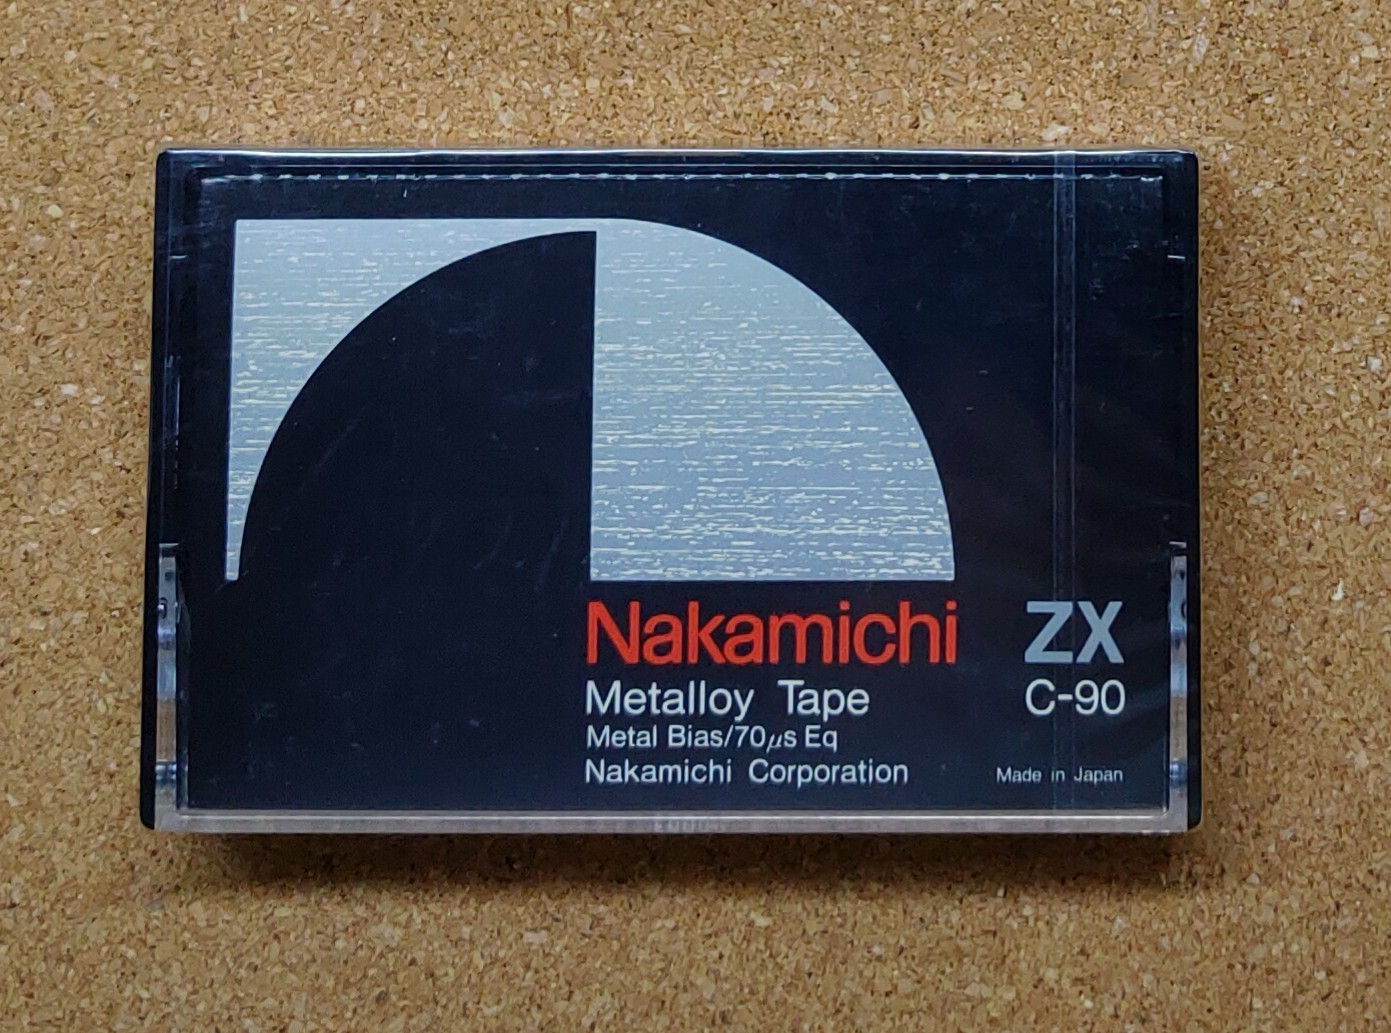 Nakamichi ZX
Metalloy Tape C-90
Metal Bias/70μs Eq
Nakamichi Corporation Made in Japan